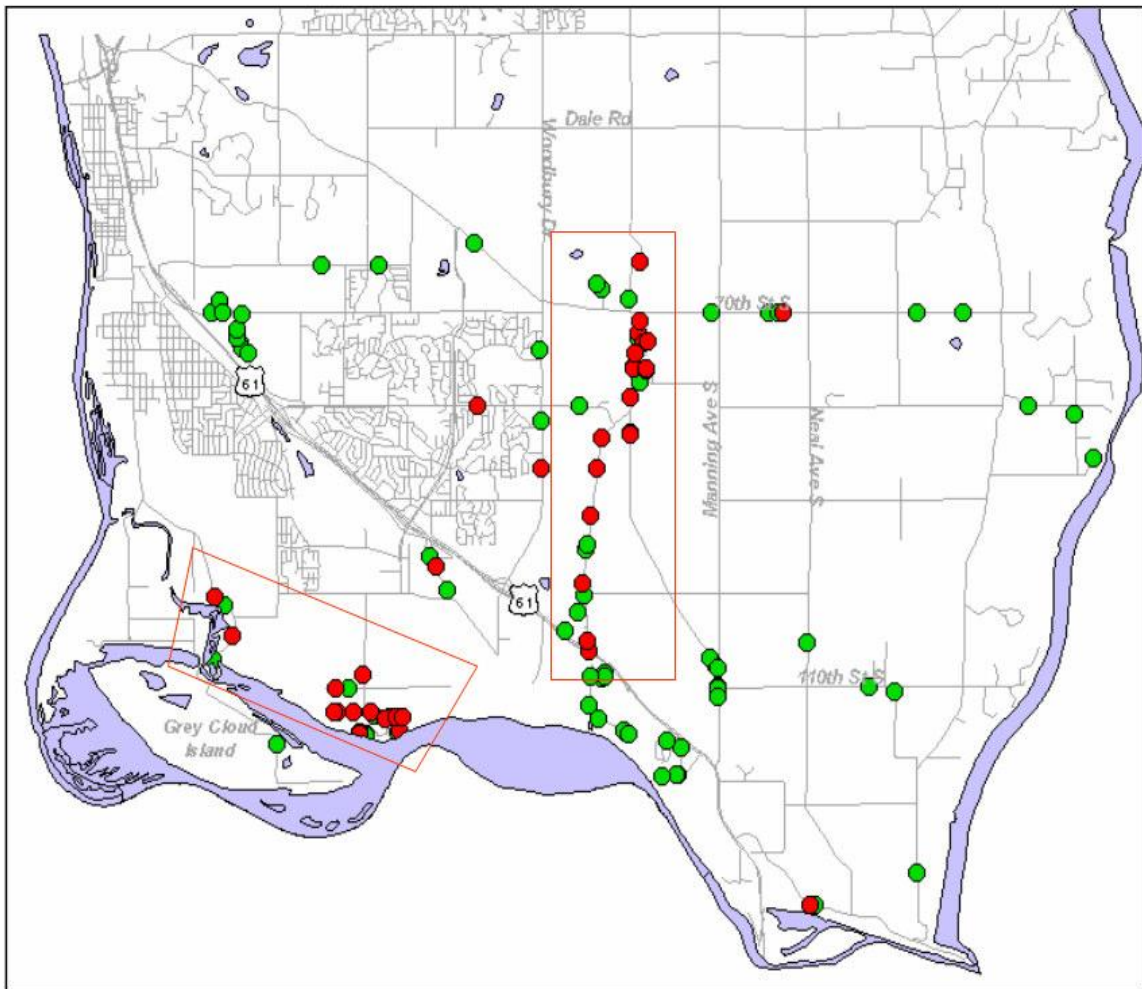 Dale Rd
Woodbury Dr
70th St S
61
Manning Ave S
Neal Ave S
61
110th St S
Grey Cloud
Island